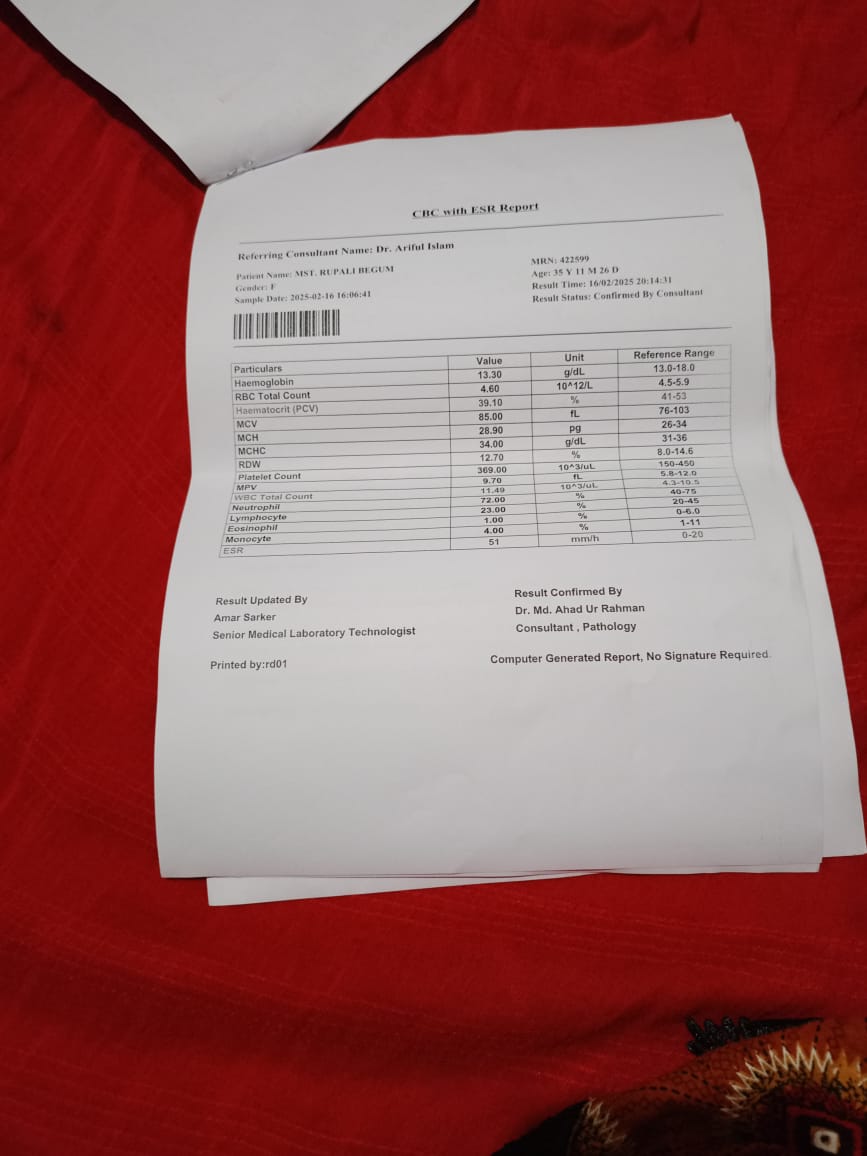 CBC with ESR Report
Referring Consultant Name: Dr. Ariful Islam
Patient Name: MST. RUPALI BEGUM
Gender: F
Sample Date: 2025-02-16 16:06:41
MRN: 422599
Age: 35 Y 11 M 26 D
Result Time: 16/02/2025 20:14:31
Result Status: Confirmed By Consultant
Particulars Value Unit Reference Range
Haemoglobin 13.30 g/dL 13.0-18.0
RBC Total Count 4.60 10^12/L 4.5-5.9
Haematocrit (PCV) 39.10 % 41-53
MCV 85.00 fL 76-103
MCH 28.90 pg 26-34
MCHC 34.00 g/dL 31-36
RDW 12.70 % 8.0-14.6
Platelet Count 369.00 10^3/uL 150-450
MPV 9.70 fL 5.8-12.0
WBC Total Count 11.49 10^3/uL 4.3-10.5
Neutrophil 72.00 % 40-75
Lymphocyte 23.00 % 20-45
Eosinophil 1.00 % 0-6.0
Monocyte 4.00 % 1-11
ESR 51 mm/h 0-20
Result Updated By
Amar Sarker
Senior Medical Laboratory Technologist
Printed by:rd01
Result Confirmed By
Dr. Md. Ahad Ur Rahman
Consultant , Pathology
Computer Generated Report, No Signature Required.